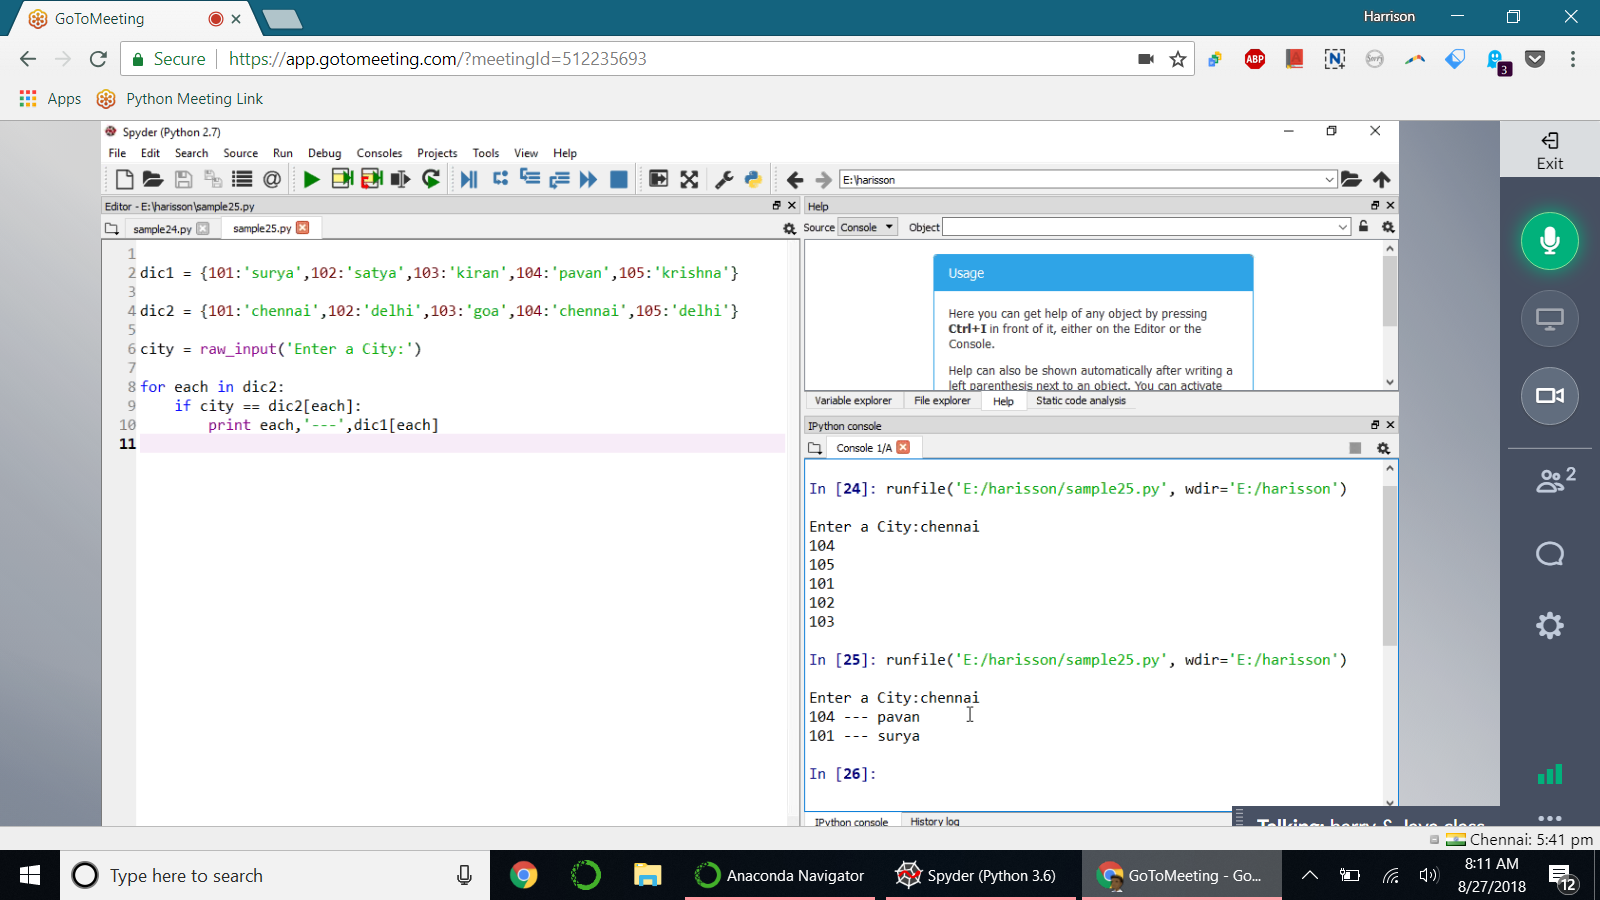 GoToMeeting
Harrison
Secure https://app.gotomeeting.com/?meetingId=512235693
ABP
N
3
Apps Python Meeting Link
Spyder (Python 2.7)
File Edit Search Source Run Debug Consoles Projects Tools View Help
E:\harisson
Editor - E:\harisson\sample25.py
sample24.py sample25.py
1
2 dic1 = {101:'surya',102:'satya',103:'kiran',104:'pavan',105:'krishna'}
3
4 dic2 = {101:'chennai',102:'delhi',103:'goa',104:'chennai',105:'delhi'}
5
6 city = raw_input('Enter a City:')
7
8 for each in dic2:
9 if city == dic2[each]:
10 print each,'---',dic1[each]
11
Help
Source Console Object
Usage
Here you can get help of any object by pressing
Ctrl+I in front of it, either on the Editor or the
Console.
Help can also be shown automatically after writing a
left parenthesis next to an object. You can activate
Variable explorer File explorer Help Static code analysis
IPython console
Console 1/A
In [24]: runfile('E:/harisson/sample25.py', wdir='E:/harisson')
Enter a City:chennai
104
105
101
102
103
In [25]: runfile('E:/harisson/sample25.py', wdir='E:/harisson')
Enter a City:chennai
104 --- pavan
101 --- surya
In [26]:
IPython console History log
Exit
2
Talking: harry & love class
Chennai: 5:41 pm
Type here to search
Anaconda Navigator
Spyder (Python 3.6)
GoToMeeting - Go...
8:11 AM
8/27/2018
12